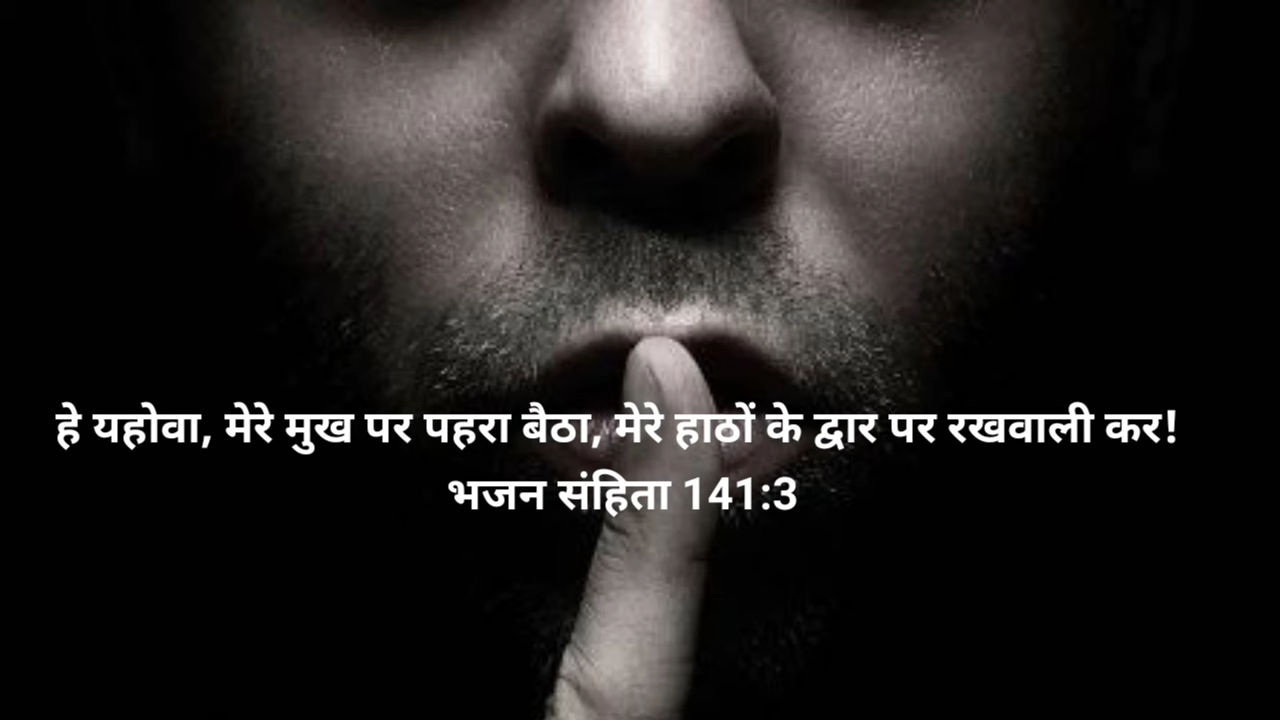 हे यहोवा, मेरे मुख पर पहरा बैठा, मेरे हाठों के द्वार पर रखवाली कर!
भजन संहिता 141:3